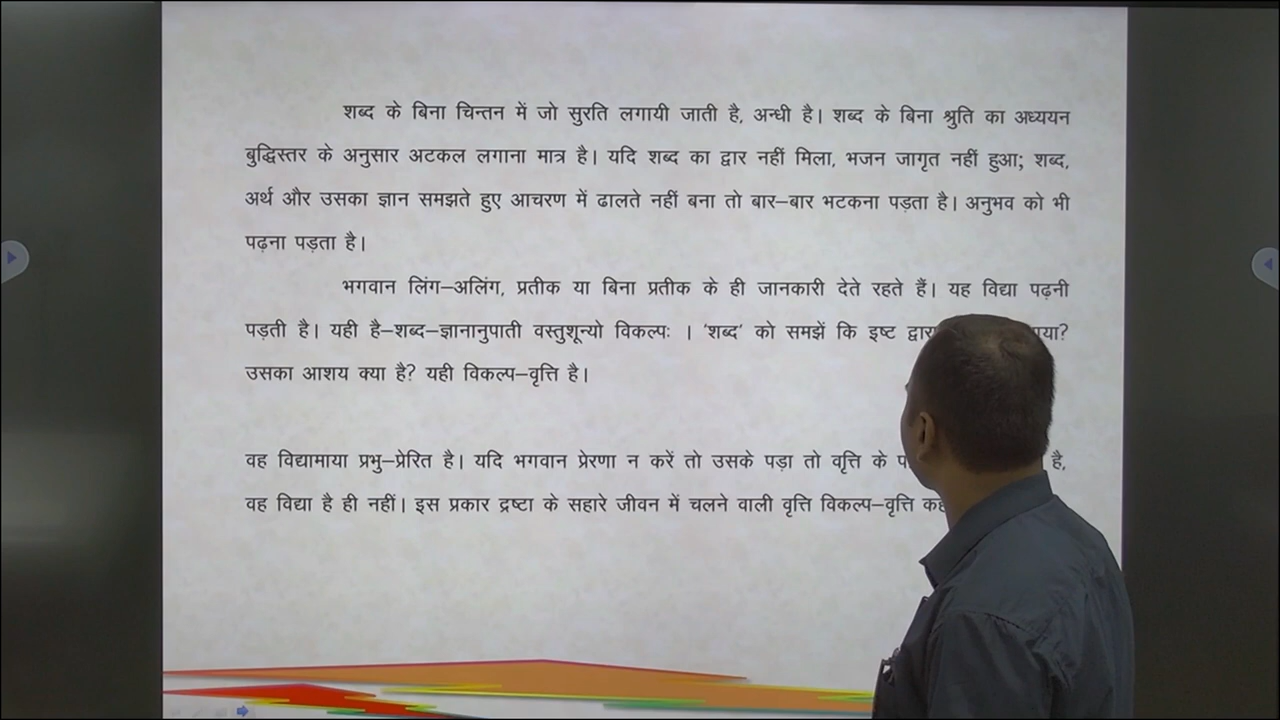 शब्द के बिना चिन्तन में जो सुरति लगायी जाती है, अन्धी है। शब्द के बिना श्रुति का अध्ययन
बुद्धिस्तर के अनुसार अटकल लगाना मात्र है। यदि शब्द का द्वार नहीं मिला, भजन जागृत नहीं हुआ; शब्द,
अर्थ और उसका ज्ञान समझते हुए आचरण में ढालते नहीं बना तो बार–बार भटकना पड़ता है। अनुभव को भी
पढ़ना पड़ता है।
भगवान लिंग–अलिंग, प्रतीक या बिना प्रतीक के ही जानकारी देते रहते हैं। यह विद्या पढ़नी
पड़ती है। यही है–शब्द–ज्ञानानुपाती वस्तुशून्यो विकल्पः । 'शब्द' को समझें कि इष्ट
उसका आशय क्या है? यही विकल्प–वृत्ति है।
वह विद्यामाया प्रभु–प्रेरित है। यदि भगवान प्रेरणा न करें तो उसके पड़ा तो वृत्ति के है,
वह विद्या है ही नहीं। इस प्रकार द्रष्टा के सहारे जीवन में चलने वाली वृत्ति विकल्प–वृत्ति